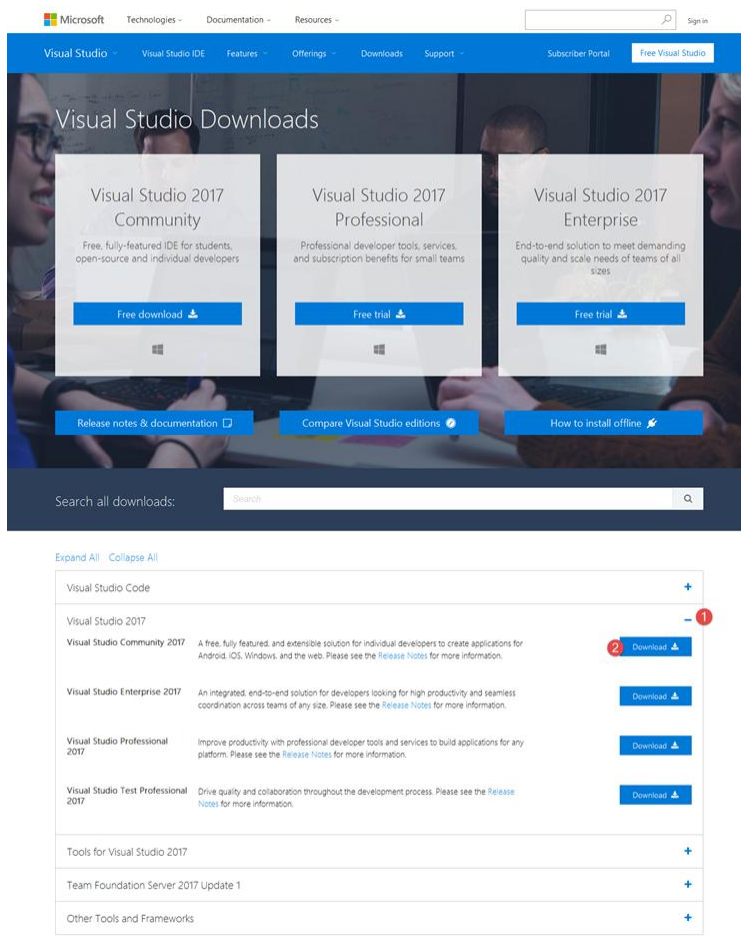 Microsoft Technologies Documentation Resources Sign in
Visual Studio Visual Studio IDE Features Offerings Downloads Support Subscriber Portal Free Visual Studio
Visual Studio Downloads
Visual Studio 2017
Community
Free, fully-featured IDE for students,
open-source and individual developers
Free download
Visual Studio 2017
Professional
Professional developer tools, services,
and subscription benefits for small teams
Free trial
Visual Studio 2017
Enterprise
End-to-end solution to meet demanding
quality and scale needs of teams of all
sizes
Free trial
Release notes & documentation Compare Visual Studio editions How to install offline
Search all downloads: Search
Expand All Collapse All
Visual Studio Code
Visual Studio 2017 1
Visual Studio Community 2017
A free, fully featured, and extensible solution for individual developers to create applications for
Android, iOS, Windows, and the web. Please see the Release Notes for more information.
2 Download
Visual Studio Enterprise 2017
An integrated, end-to-end solution for developers looking for high productivity and seamless
coordination across teams of any size. Please see the Release Notes for more information.
Download
Visual Studio Professional
2017
Improve productivity with professional developer tools and services to build applications for any
platform. Please see the Release Notes for more information.
Download
Visual Studio Test Professional
2017
Drive quality and collaboration throughout the development process. Please see the Release
Notes for more information.
Download
Tools for Visual Studio 2017
Team Foundation Server 2017 Update 1
Other Tools and Frameworks